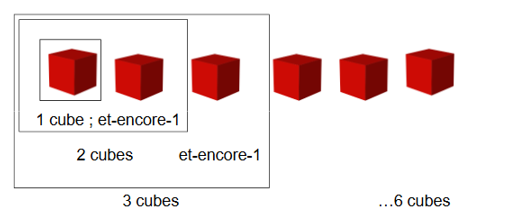 1 cube ; et-encore-1
2 cubes et-encore-1
3 cubes …6 cubes